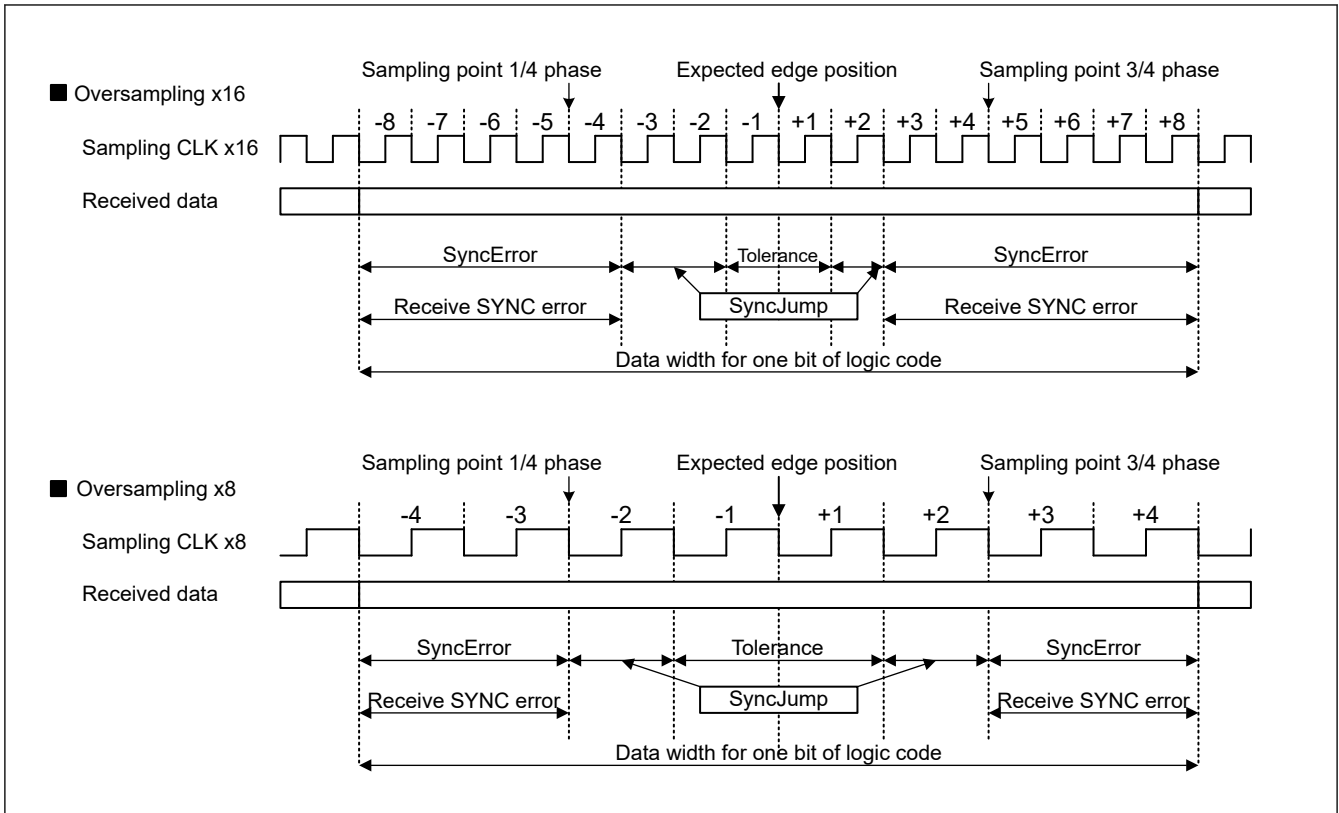 Sampling point 1/4 phase Expected edge position Sampling point 3/4 phase
■ Oversampling x16
-8 -7 -6 -5 -4 -3 -2 -1 +1 +2 +3 +4 +5 +6 +7 +8
Sampling CLK x16
Received data
SyncError Tolerance SyncError
Receive SYNC error SyncJump Receive SYNC error
Data width for one bit of logic code
Sampling point 1/4 phase Expected edge position Sampling point 3/4 phase
■ Oversampling x8
-4 -3 -2 -1 +1 +2 +3 +4
Sampling CLK x8
Received data
SyncError Tolerance SyncError
Receive SYNC error SyncJump Receive SYNC error
Data width for one bit of logic code